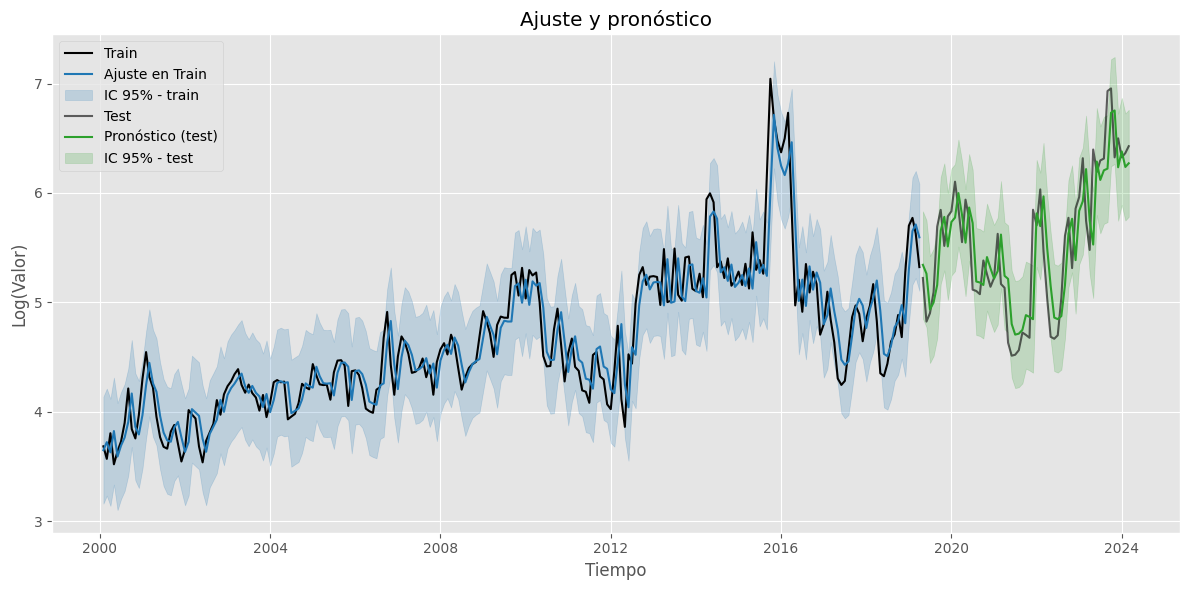 Ajuste y pronóstico
Train
Ajuste en Train
IC 95% - train
Test
Pronóstico (test)
IC 95% - test
Log(Valor)
7
6
5
4
3
2000 2004 2008 2012 2016 2020 2024
Tiempo